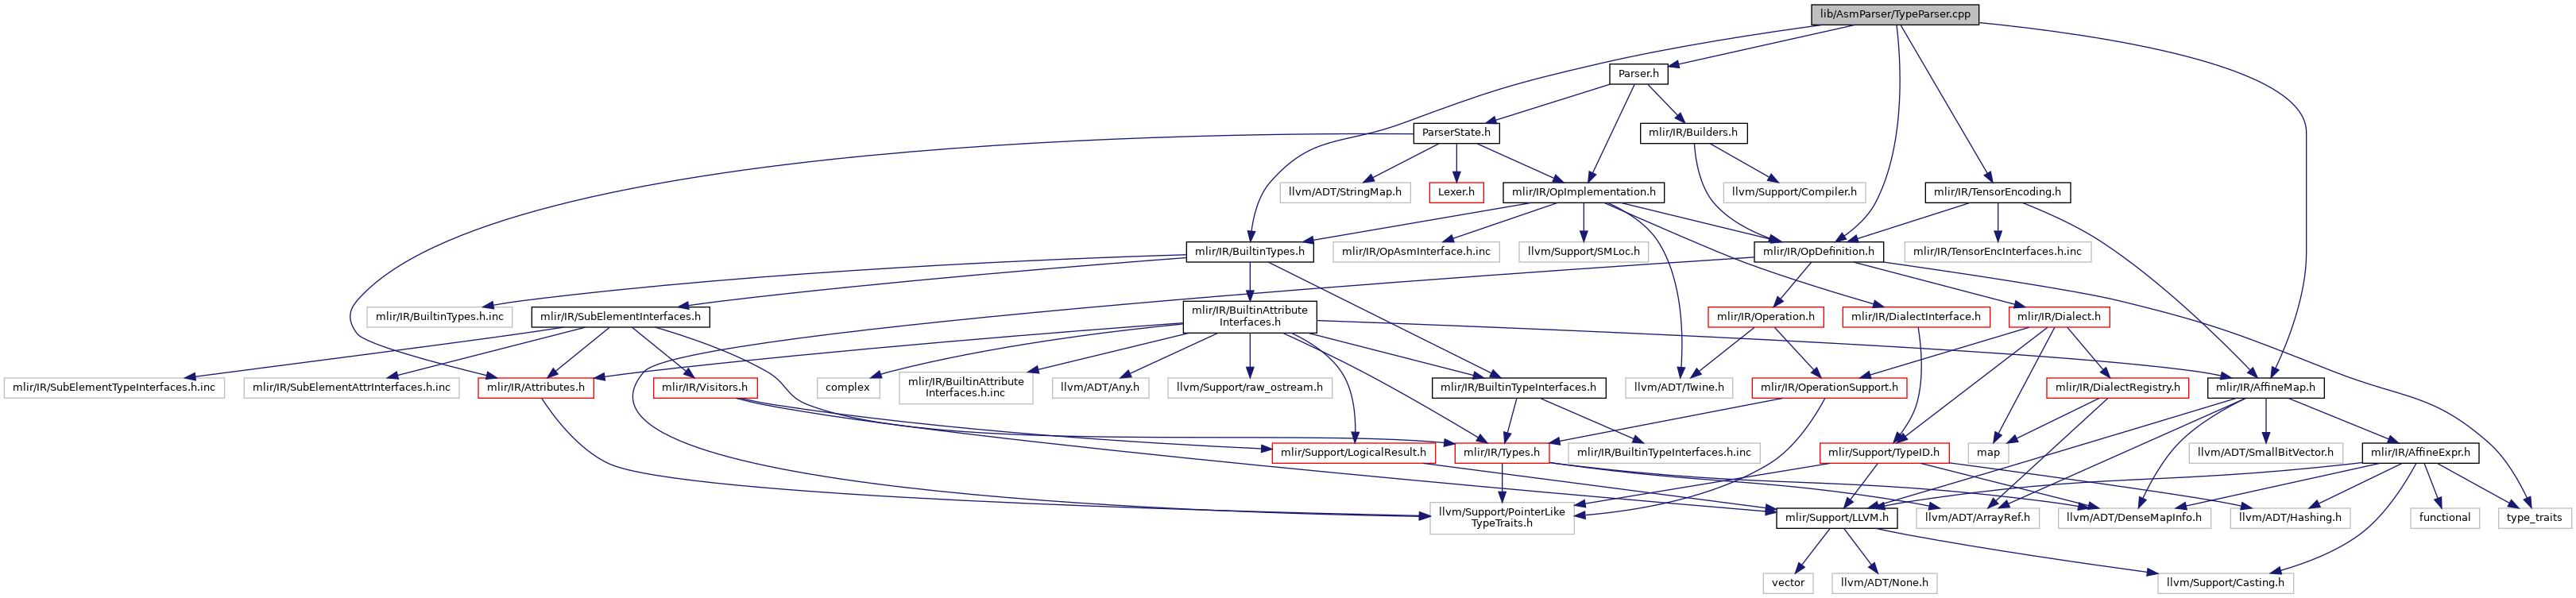 lib/AsmParser/TypeParser.cpp
Parser.h
ParserState.h
mlir/IR/Builders.h
llvm/ADT/StringMap.h
Lexer.h
mlir/IR/OpImplementation.h
llvm/Support/Compiler.h
mlir/IR/TensorEncoding.h
mlir/IR/BuiltinTypes.h
mlir/IR/OpAsmInterface.h.inc
llvm/Support/SMLoc.h
mlir/IR/OpDefinition.h
mlir/IR/TensorEncInterfaces.h.inc
mlir/IR/BuiltinTypes.h.inc
mlir/IR/SubElementInterfaces.h
mlir/IR/BuiltinAttribute
Interfaces.h
mlir/IR/Operation.h
mlir/IR/DialectInterface.h
mlir/IR/Dialect.h
mlir/IR/SubElementTypeInterfaces.h.inc
mlir/IR/SubElementAttrInterfaces.h.inc
mlir/IR/Attributes.h
mlir/IR/Visitors.h
complex
mlir/IR/BuiltinAttribute
Interfaces.h.inc
llvm/ADT/Any.h
llvm/Support/raw_ostream.h
mlir/IR/BuiltinTypeInterfaces.h
llvm/ADT/Twine.h
mlir/IR/OperationSupport.h
mlir/IR/DialectRegistry.h
mlir/IR/AffineMap.h
mlir/Support/LogicalResult.h
mlir/IR/Types.h
mlir/IR/BuiltinTypeInterfaces.h.inc
mlir/Support/TypeID.h
map
llvm/ADT/SmallBitVector.h
mlir/IR/AffineExpr.h
llvm/Support/PointerLike
TypeTraits.h
mlir/Support/LLVM.h
llvm/ADT/ArrayRef.h
llvm/ADT/DenseMapInfo.h
llvm/ADT/Hashing.h
functional
type_traits
vector
llvm/ADT/None.h
llvm/Support/Casting.h